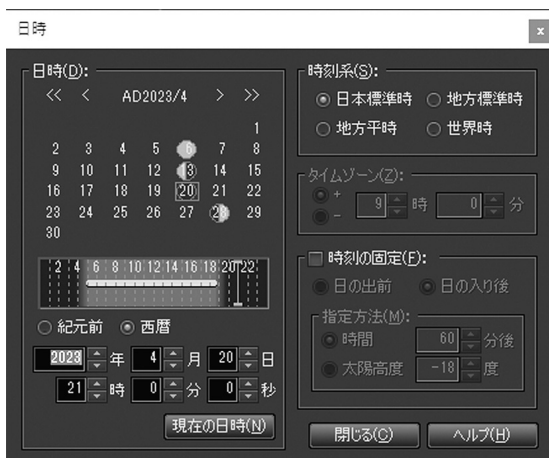 日時
x
日時(D):
<< < AD2023/4 > >>
1
2 3 4 5 6 7 8
9 10 11 12 13 14 15
16 17 18 19 20 21 22
23 24 25 26 27 28 29
30
2 4 6 8 10 12 14 16 18 20 22
紀元前 西暦
2023 年 4 月 20 日
21 時 0 分 0 秒
現在の日時(N)
時刻系(S):
日本標準時 地方標準時
地方平時 世界時
タイムゾーン(Z):
+
- 9 時 0 分
時刻の固定(F):
日の出前 日の入り後
指定方法(M):
時間 60 分後
太陽高度 -18 度
閉じる(C) ヘルプ(H)